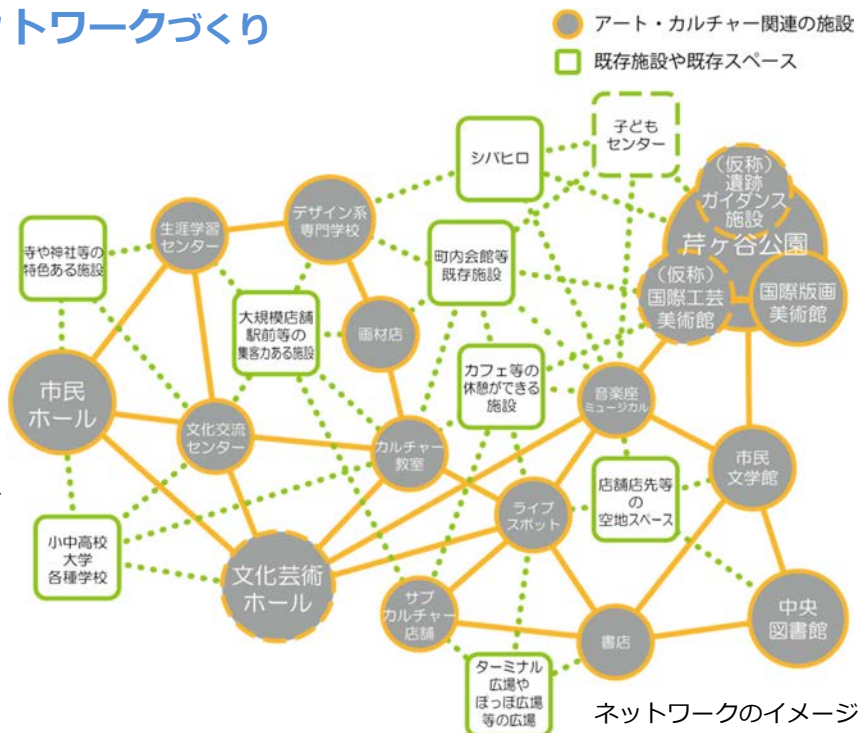 トワークづくり
アート・カルチャー関連の施設
既存施設や既存スペース
子ども
センター
シバヒロ
（仮称）
遺跡
ガイダンス
施設
芹ヶ谷公園
（仮称）
国際工芸
美術館
国際版画
美術館
デザイン系
専門学校
生涯学習
センター
寺や神社等の
特色ある施設
町内会館等
既存施設
大規模店舗
駅前等の
集客力ある施設
画材店
カフェ等の
休憩ができる
施設
音楽座
ミュージカル
市民
ホール
文化交流
センター
カルチャー
教室
市民
文学館
店舗店先等
の
空地スペース
ライブ
スポット
小中高校
大学
各種学校
文化芸術
ホール
サブ
カルチャー
店舗
書店
中央
図書館
ターミナル
広場や
ぽっぽ広場
等の広場
ネットワークのイメージ